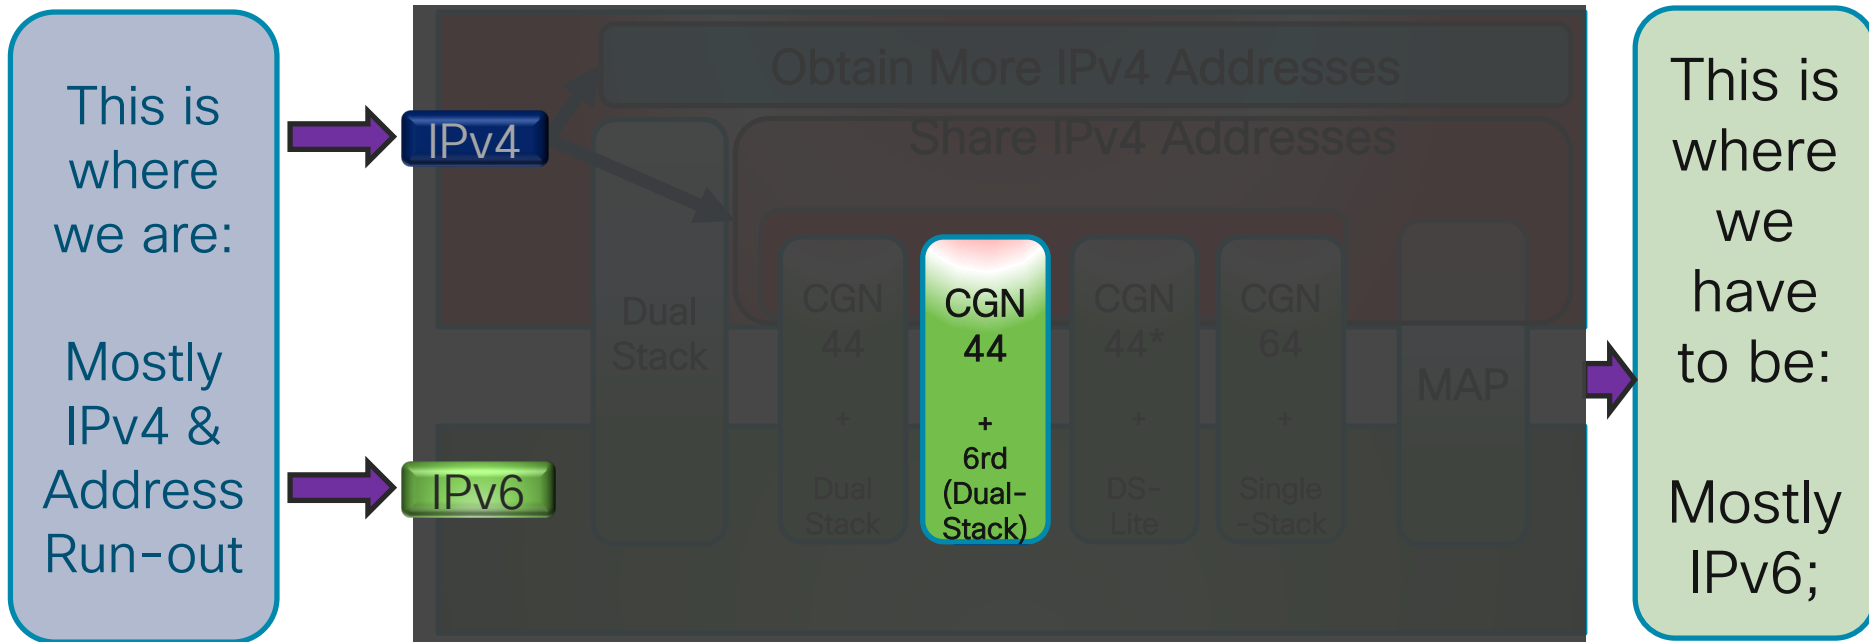 This is
where
we are:
Mostly
IPv4 &
Address
Run-out
IPv4
IPv6
Obtain More IPv4 Addresses
Share IPv4 Addresses
Dual
Stack
CGN
44
+
Dual
Stack
CGN
44
+
6rd
(Dual-
Stack)
CGN
44*
+
DS-
Lite
CGN
64
+
Single
-Stack
MAP
This is
where
we
have
to be:
Mostly
IPv6;